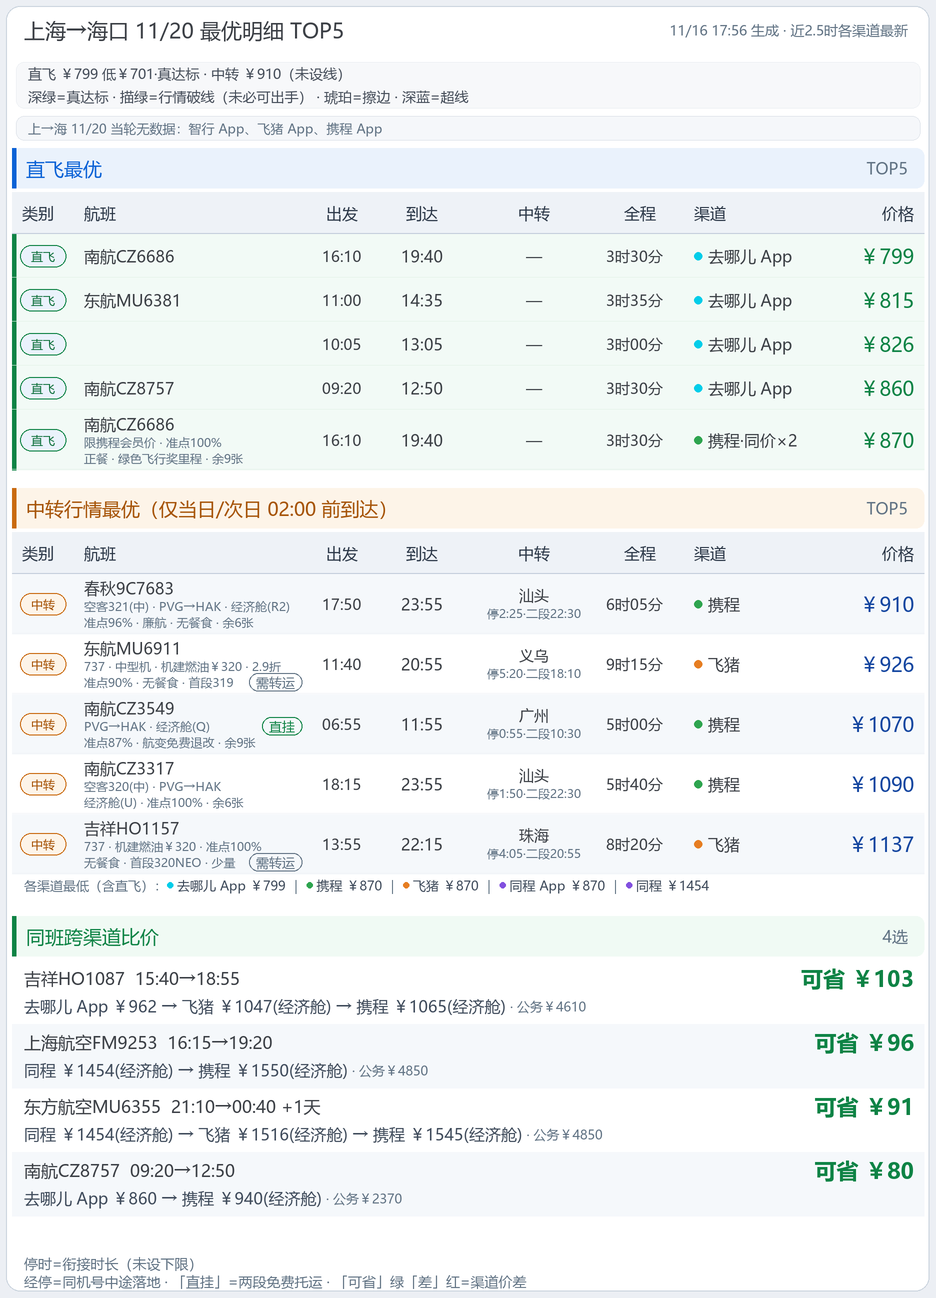 上海→海口 11/20 最优明细 TOP5
11/16 17:56 生成 · 近2.5时各渠道最新
直飞 ￥799 低￥701·真达标 · 中转 ￥910（未设线）
深绿=真达标 · 描绿=行情破线（未必可出手） · 琥珀=擦边 · 深蓝=超线
上→海 11/20 当轮无数据：智行 App、飞猪 App、携程 App
直飞最优 TOP5
类别 航班 出发 到达 中转 全程 渠道 价格
直飞 南航CZ6686 16:10 19:40 — 3时30分 去哪儿 App ￥799
直飞 东航MU6381 11:00 14:35 — 3时35分 去哪儿 App ￥815
直飞 10:05 13:05 — 3时00分 去哪儿 App ￥826
直飞 南航CZ8757 09:20 12:50 — 3时30分 去哪儿 App ￥860
南航CZ6686
限携程会员价 · 准点100%
正餐 · 绿色飞行奖里程 · 余9张
直飞 16:10 19:40 — 3时30分 携程·同价×2 ￥870
中转行情最优（仅当日/次日 02:00 前到达） TOP5
类别 航班 出发 到达 中转 全程 渠道 价格
春秋9C7683
空客321(中) · PVG→HAK · 经济舱(R2)
准点96% · 廉航 · 无餐食 · 余6张
中转 17:50 23:55 汕头 6时05分 携程 ￥910
停2:25·二段22:30
东航MU6911
737 · 中型机 · 机建燃油￥320 · 2.9折
准点90% · 无餐食 · 首段319 需转运
中转 11:40 20:55 义乌 9时15分 飞猪 ￥926
停5:20·二段18:10
南航CZ3549
PVG→HAK · 经济舱(Q) 直挂
准点87% · 航变免费退改 · 余9张
中转 06:55 11:55 广州 5时00分 携程 ￥1070
停0:55·二段10:30
南航CZ3317
空客320(中) · PVG→HAK
经济舱(U) · 准点100% · 余6张
中转 18:15 23:55 汕头 5时40分 携程 ￥1090
停1:50·二段22:30
吉祥HO1157
737 · 机建燃油￥320 · 准点100%
无餐食 · 首段320NEO · 少量 需转运
中转 13:55 22:15 珠海 8时20分 飞猪 ￥1137
停4:05·二段20:55
各渠道最低（含直飞）: 去哪儿 App ￥799 | 携程 ￥870 | 飞猪 ￥870 | 同程 App ￥870 | 同程 ￥1454
同班跨渠道比价 4选
吉祥HO1087 15:40→18:55 可省 ￥103
去哪儿 App ￥962 → 飞猪 ￥1047(经济舱) → 携程 ￥1065(经济舱) · 公务￥4610
上海航空FM9253 16:15→19:20 可省 ￥96
同程 ￥1454(经济舱) → 携程 ￥1550(经济舱) · 公务￥4850
东方航空MU6355 21:10→00:40 +1天 可省 ￥91
同程 ￥1454(经济舱) → 飞猪 ￥1516(经济舱) → 携程 ￥1545(经济舱) · 公务￥4850
南航CZ8757 09:20→12:50 可省 ￥80
去哪儿 App ￥860 → 携程 ￥940(经济舱) · 公务￥2370
停时=衔接时长（未设下限）
经停=同机号中途落地 · 「直挂」=两段免费托运 · 「可省」绿「差」红=渠道价差